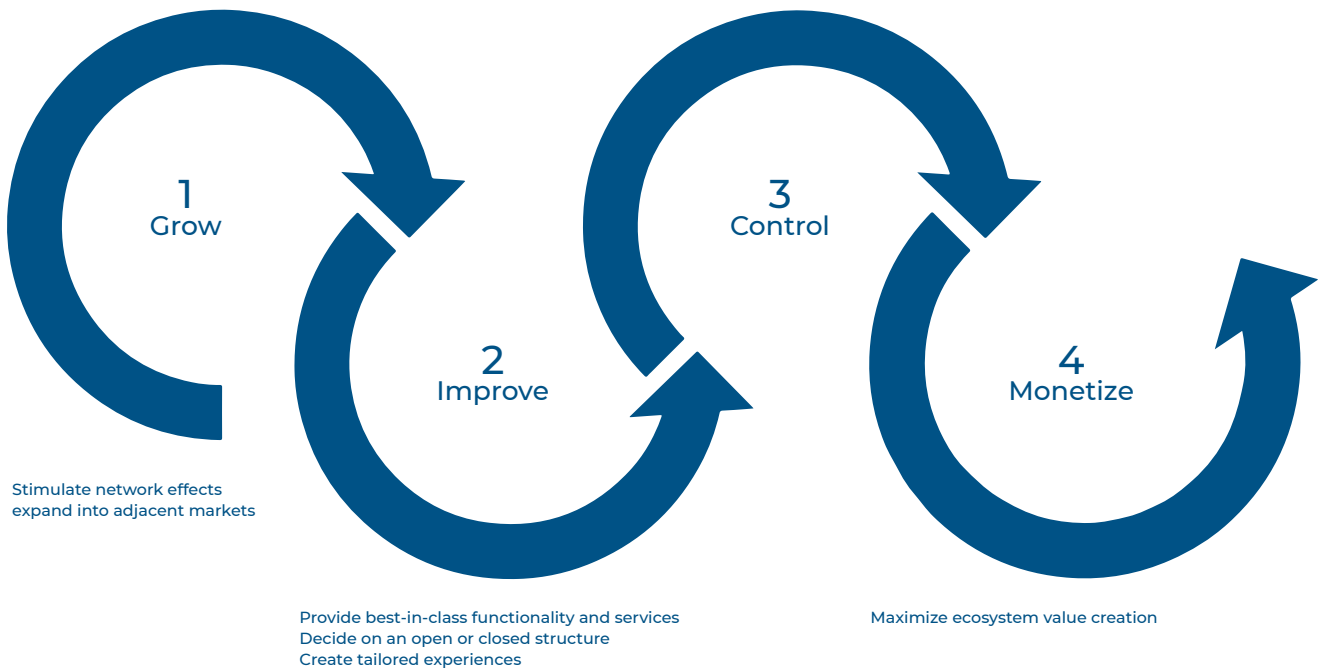 1
Grow
Stimulate network effects
expand into adjacent markets
2
Improve
Provide best-in-class functionality and services
Decide on an open or closed structure
Create tailored experiences
3
Control
4
Monetize
Maximize ecosystem value creation